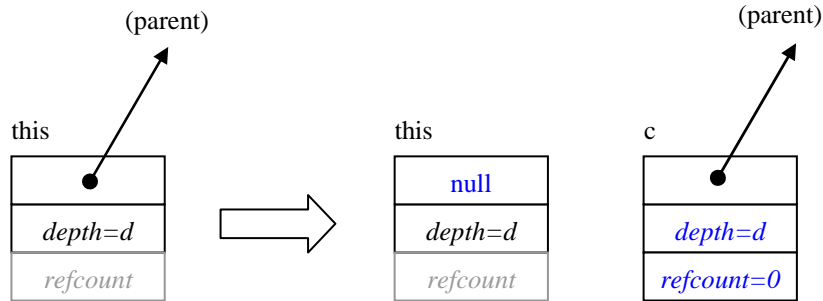 (parent)
this
depth=d
refcount
this
null
depth=d
refcount
(parent)
c
depth=d
refcount=0